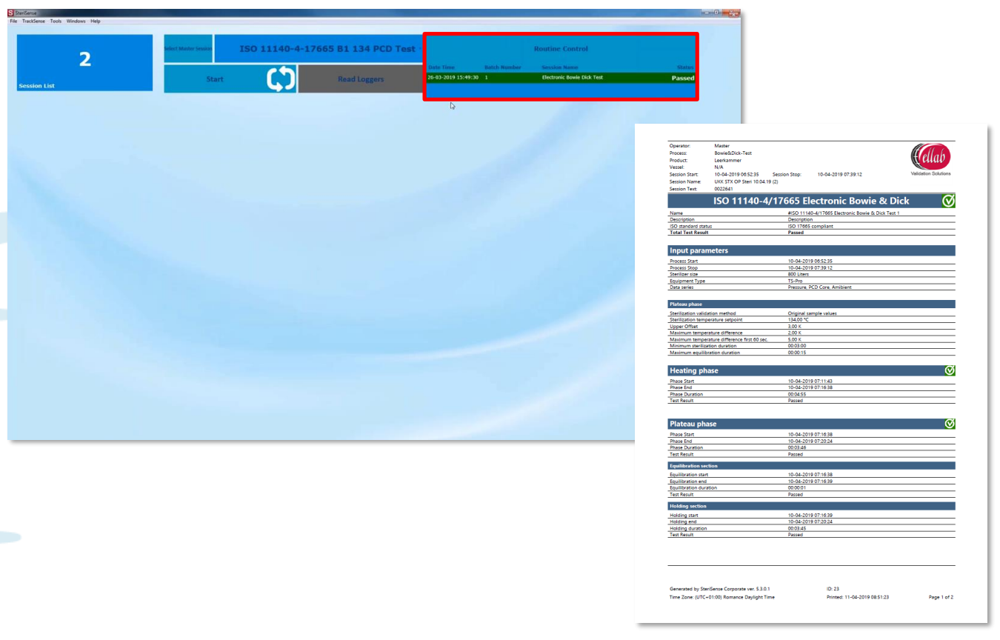 SteriSense
File TrackSense Tools Windows Help
2
Session List
Select Master Session
ISO 11140-4-17665 B1 134 PCD Test
Start
Read Loggers
Routine Control
Date Time Batch Number Session Name Status
26-03-2019 15:49:30 1 Electronic Bowie Dick Test Passed
Operator: Master
Process: Bowie&Dick-Test
Product: Leerkammer
Vessel: N/A
Session Start: 10-04-2019 06:52:35 Session Stop: 10-04-2019 07:39:12
Session Name: UKK STX OP Steri 10.04.19 (2)
Session Test: 0022641
ellab
Validation Solutions
ISO 11140-4/17665 Electronic Bowie & Dick
Name #ISO 11140-4/17665 Electronic Bowie & Dick Test 1
Description Description
ISO standard status ISO 17665 compliant
Total Test Result Passed
Input parameters
Process Start 10-04-2019 06:52:35
Process Stop 10-04-2019 07:39:12
Sterilizer size 800 Liters
Equipment Type TS-Pro
Data series Pressure, PCD Core, Amibient
Plateau phase
Sterilization validation method Original sample values
Sterilization temperature setpoint 134.00 °C
Upper Offset 3.00 K
Maximum temperature difference 2.00 K
Maximum temperature difference first 60 sec. 5.00 K
Minimum sterilization duration 00:03:00
Maximum equilibration duration 00:00:15
Heating phase
Phase Start 10-04-2019 07:11:43
Phase End 10-04-2019 07:16:38
Phase Duration 00:04:55
Test Result Passed
Plateau phase
Phase Start 10-04-2019 07:16:38
Phase End 10-04-2019 07:20:24
Phase Duration 00:03:46
Test Result Passed
Equilibration section
Equilibration start 10-04-2019 07:16:38
Equilibration end 10-04-2019 07:16:39
Equilibration duration 00:00:01
Test Result Passed
Holding section
Holding start 10-04-2019 07:16:39
Holding end 10-04-2019 07:20:24
Holding duration 00:03:45
Test Result Passed
Generated by SteriSense Corporate ver. 5.3.0.1 ID: 23
Time Zone: (UTC+01:00) Romance Daylight Time Printed: 11-04-2019 08:51:23 Page 1 of 2